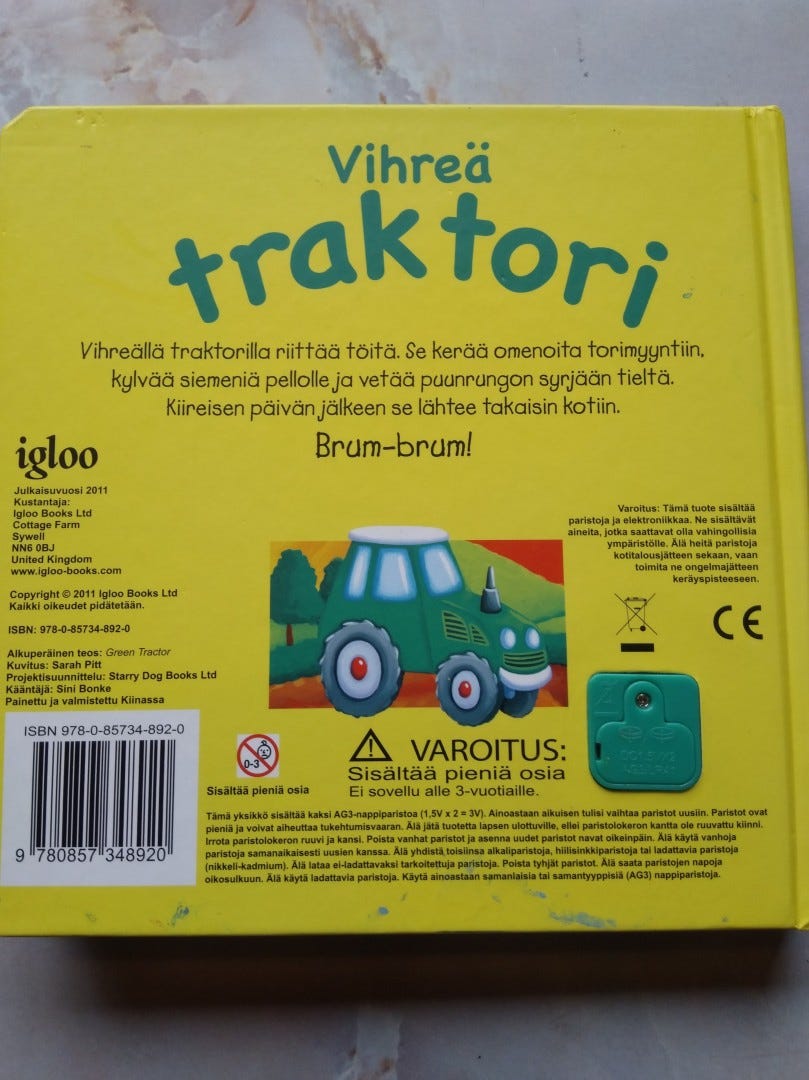 Vihreä
traktori
Vihreällä traktorilla riittää töitä. Se kerää omenoita torimyyntiin,
kylvää siemeniä pellolle ja vetää puunrungon syrjään tieltä.
Kiireisen päivän jälkeen se lähtee takaisin kotiin.
Brum-brum!
igloo
Julkaisuvuosi 2011
Kustantaja:
Igloo Books Ltd
Cottage Farm
Sywell
NN6 0BJ
United Kingdom
www.igloo-books.com
Copyright © 2011 Igloo Books Ltd
Kaikki oikeudet pidätetään.
ISBN: 978-0-85734-892-0
Alkuperäinen teos: Green Tractor
Kuvitus: Sarah Pitt
Projektisuunnittelu: Starry Dog Books Ltd
Kääntäjä: Sini Bonke
Painettu ja valmistettu Kiinassa
Varoitus: Tämä tuote sisältää
paristoja ja elektroniikkaa. Ne sisältävät
aineita, jotka saattavat olla vahingollisia
ympäristölle. Älä heitä paristoja
kotitalousjätteen sekaan, vaan
toimita ne ongelmajätteen
keräyspisteeseen.
CE
ISBN 978-0-85734-892-0
9 780857 348920
0-3
Sisältää pieniä osia
VAROITUS:
Sisältää pieniä osia
Ei sovellu alle 3-vuotiaille.
Tämä yksikkö sisältää kaksi AG3-nappiparistoa (1,5V x 2 = 3V). Ainoastaan aikuisen tulisi vaihtaa paristot uusiin. Paristot ovat
pieniä ja voivat aiheuttaa tukehtumisvaaran. Älä jätä tuotetta lapsen ulottuville, ellei paristolokeron kantta ole ruuvattu kiinni.
Irrota paristolokeron ruuvi ja kansi. Poista vanhat paristot ja asenna uudet paristot navat oikeinpäin. Älä käytä vanhoja
paristoja samanaikaisesti uusien kanssa. Älä yhdistä toisiinsa alkaliparistoja, hiilisinkkiparistoja tai ladattavia paristoja
(nikkeli-kadmium). Älä lataa ei-ladattavaksi tarkoitettuja paristoja. Poista tyhjät paristot. Älä saata paristojen napoja
oikosulkuun. Älä käytä ladattavia paristoja. Käytä ainoastaan samanlaisia tai samantyyppisiä (AG3) nappiparistoja.